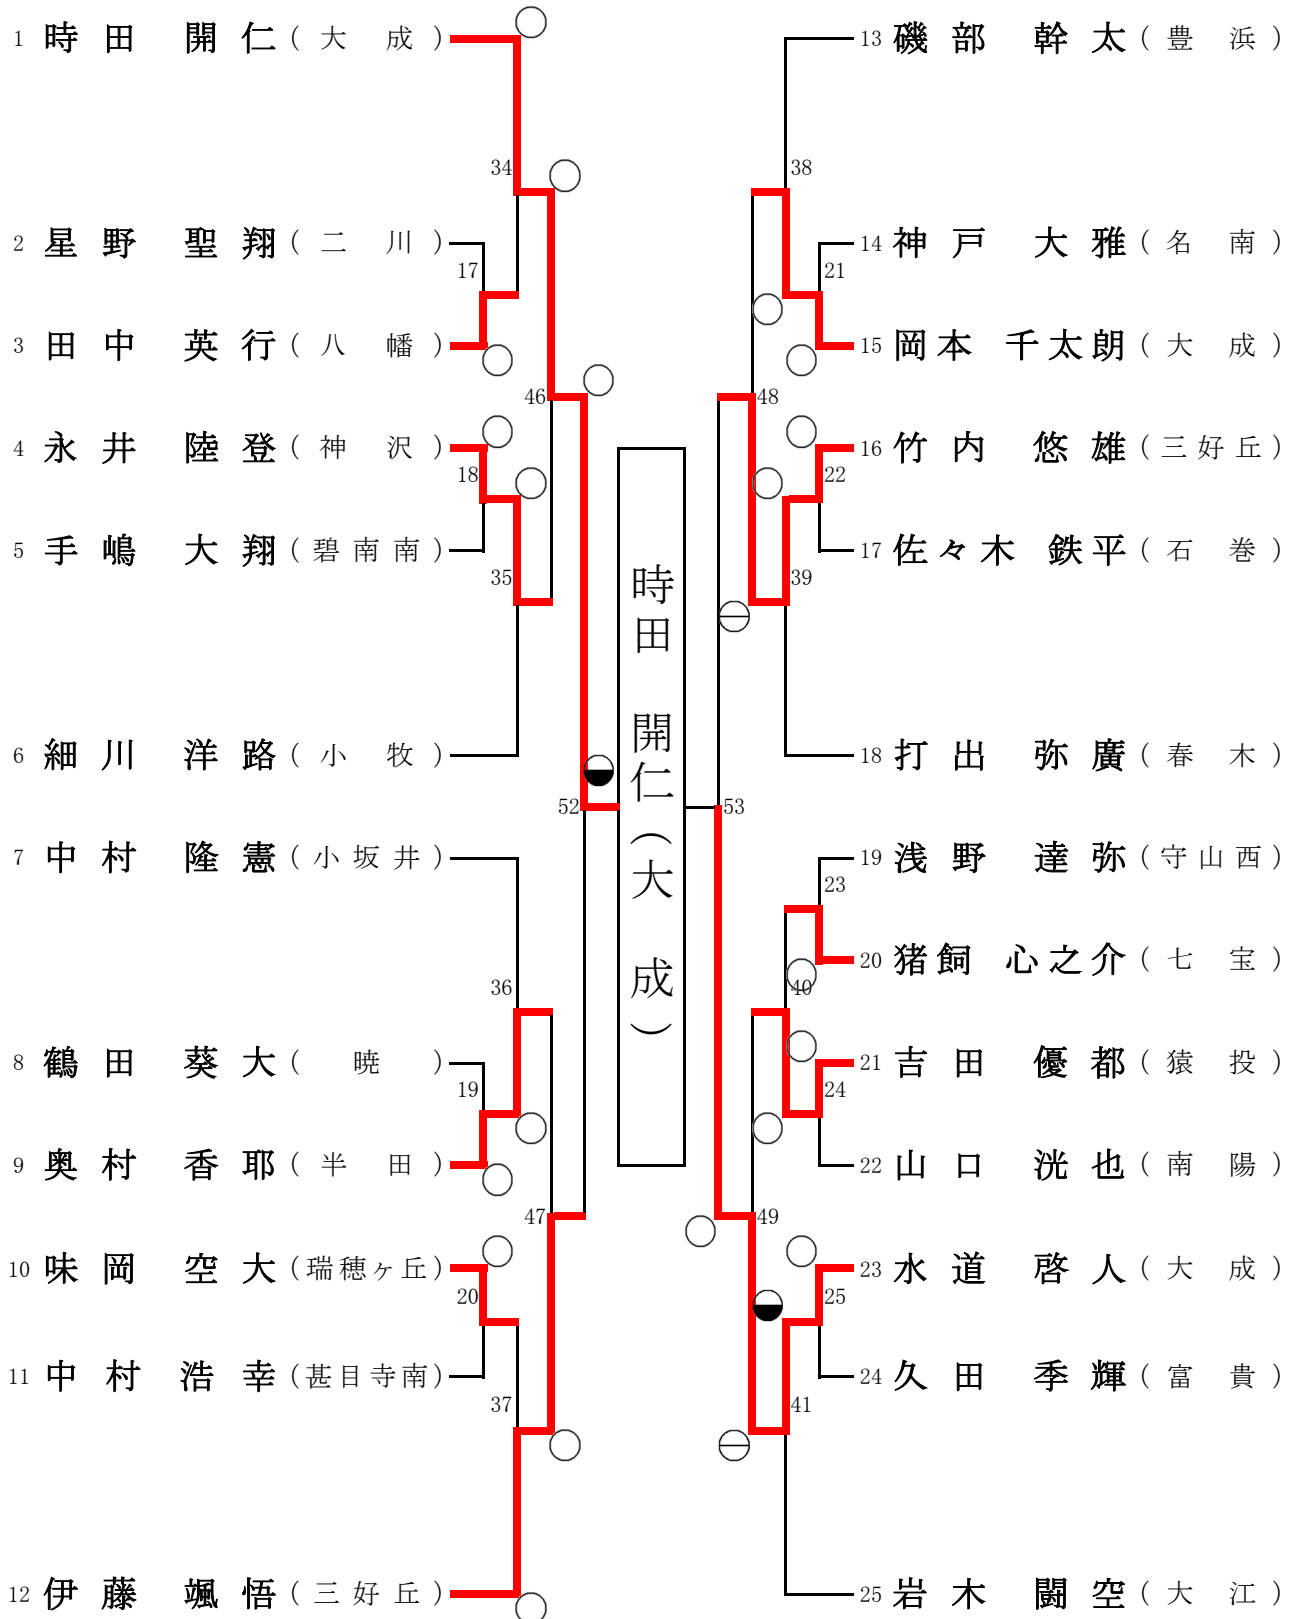 1 時田 開仁 (大成)
34
2 星野 聖翔 (二川)
17
3 田中 英行 (八幡)
46
4 永井 陸登 (神沢)
18
5 手嶋 大翔 (碧南南)
35
6 細川 洋路 (小牧)
52
7 中村 隆憲 (小坂井)
36
8 鶴田 葵大 (暁)
19
9 奥村 香耶 (半田)
47
10 味岡 空大 (瑞穂ヶ丘)
20
11 中村 浩幸 (甚目寺南)
37
12 伊藤 颯悟 (三好丘)
時田 開仁(大 成)
13 磯部 幹太 (豊浜)
38
14 神戸 大雅 (名南)
21
15 岡本 千太朗 (大成)
48
16 竹内 悠雄 (三好丘)
22
17 佐々木 鉄平 (石巻)
39
18 打出 弥廣 (春木)
53
19 浅野 達弥 (守山西)
23
20 猪飼 心之介 (七宝)
40
21 吉田 優都 (猿投)
24
22 山口 洸也 (南陽)
49
23 水道 啓人 (大成)
25
24 久田 季輝 (富貴)
41
25 岩木 闘空 (大江)